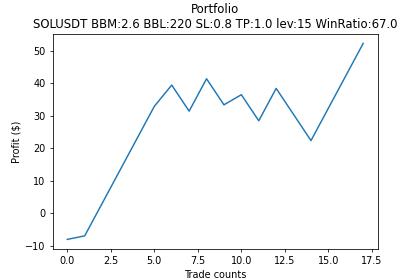 Portfolio
SOLUSDT BBM:2.6 BBL:220 SL:0.8 TP:1.0 lev:15 WinRatio:67.0
Profit ($)
50
40
30
20
10
0
−10
0.0 2.5 5.0 7.5 10.0 12.5 15.0 17.5
Trade counts